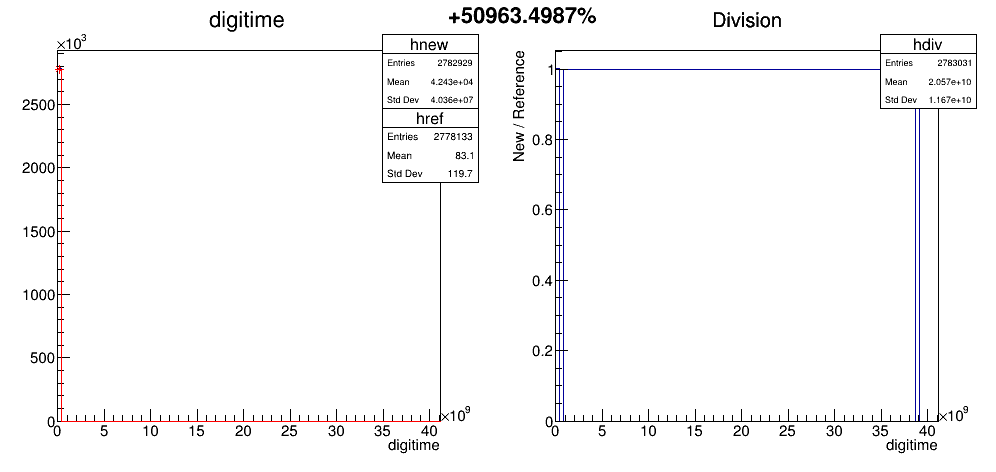 digitime
+50963.4987%
Division
×10³
hnew
Entries 2782929
Mean 4.243e+04
Std Dev 4.036e+07
href
Entries 2778133
Mean 83.1
Std Dev 119.7
2500
2000
1500
1000
500
0
0 5 10 15 20 25 30 35 40
×10⁹
digitime
hdiv
Entries 2783031
Mean 2.057e+10
Std Dev 1.167e+10
New / Reference
1
0.8
0.6
0.4
0.2
0
0 5 10 15 20 25 30 35 40
×10⁹
digitime